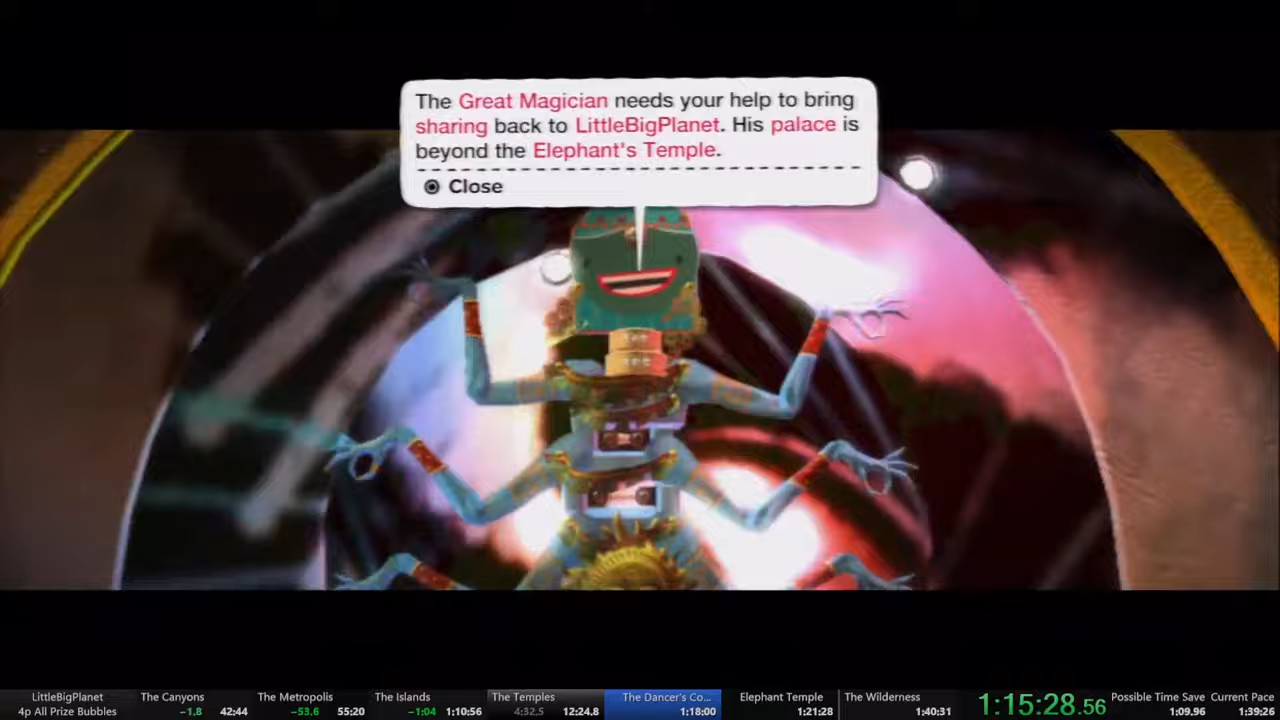 The Great Magician needs your help to bring
sharing back to LittleBigPlanet. His palace is
beyond the Elephant's Temple.
Close
LittleBigPlanet
4p All Prize Bubbles
The Canyons
−1.8 42:44
The Metropolis
−53.6 55:20
The Islands
−1:04 1:10:56
The Temples
4:32.5 12:24.8
The Dancer's Co...
1:18:00
Elephant Temple
1:21:28
The Wilderness
1:40:31
1:15:28.56
Possible Time Save
1:09.96
Current Pace
1:39:26